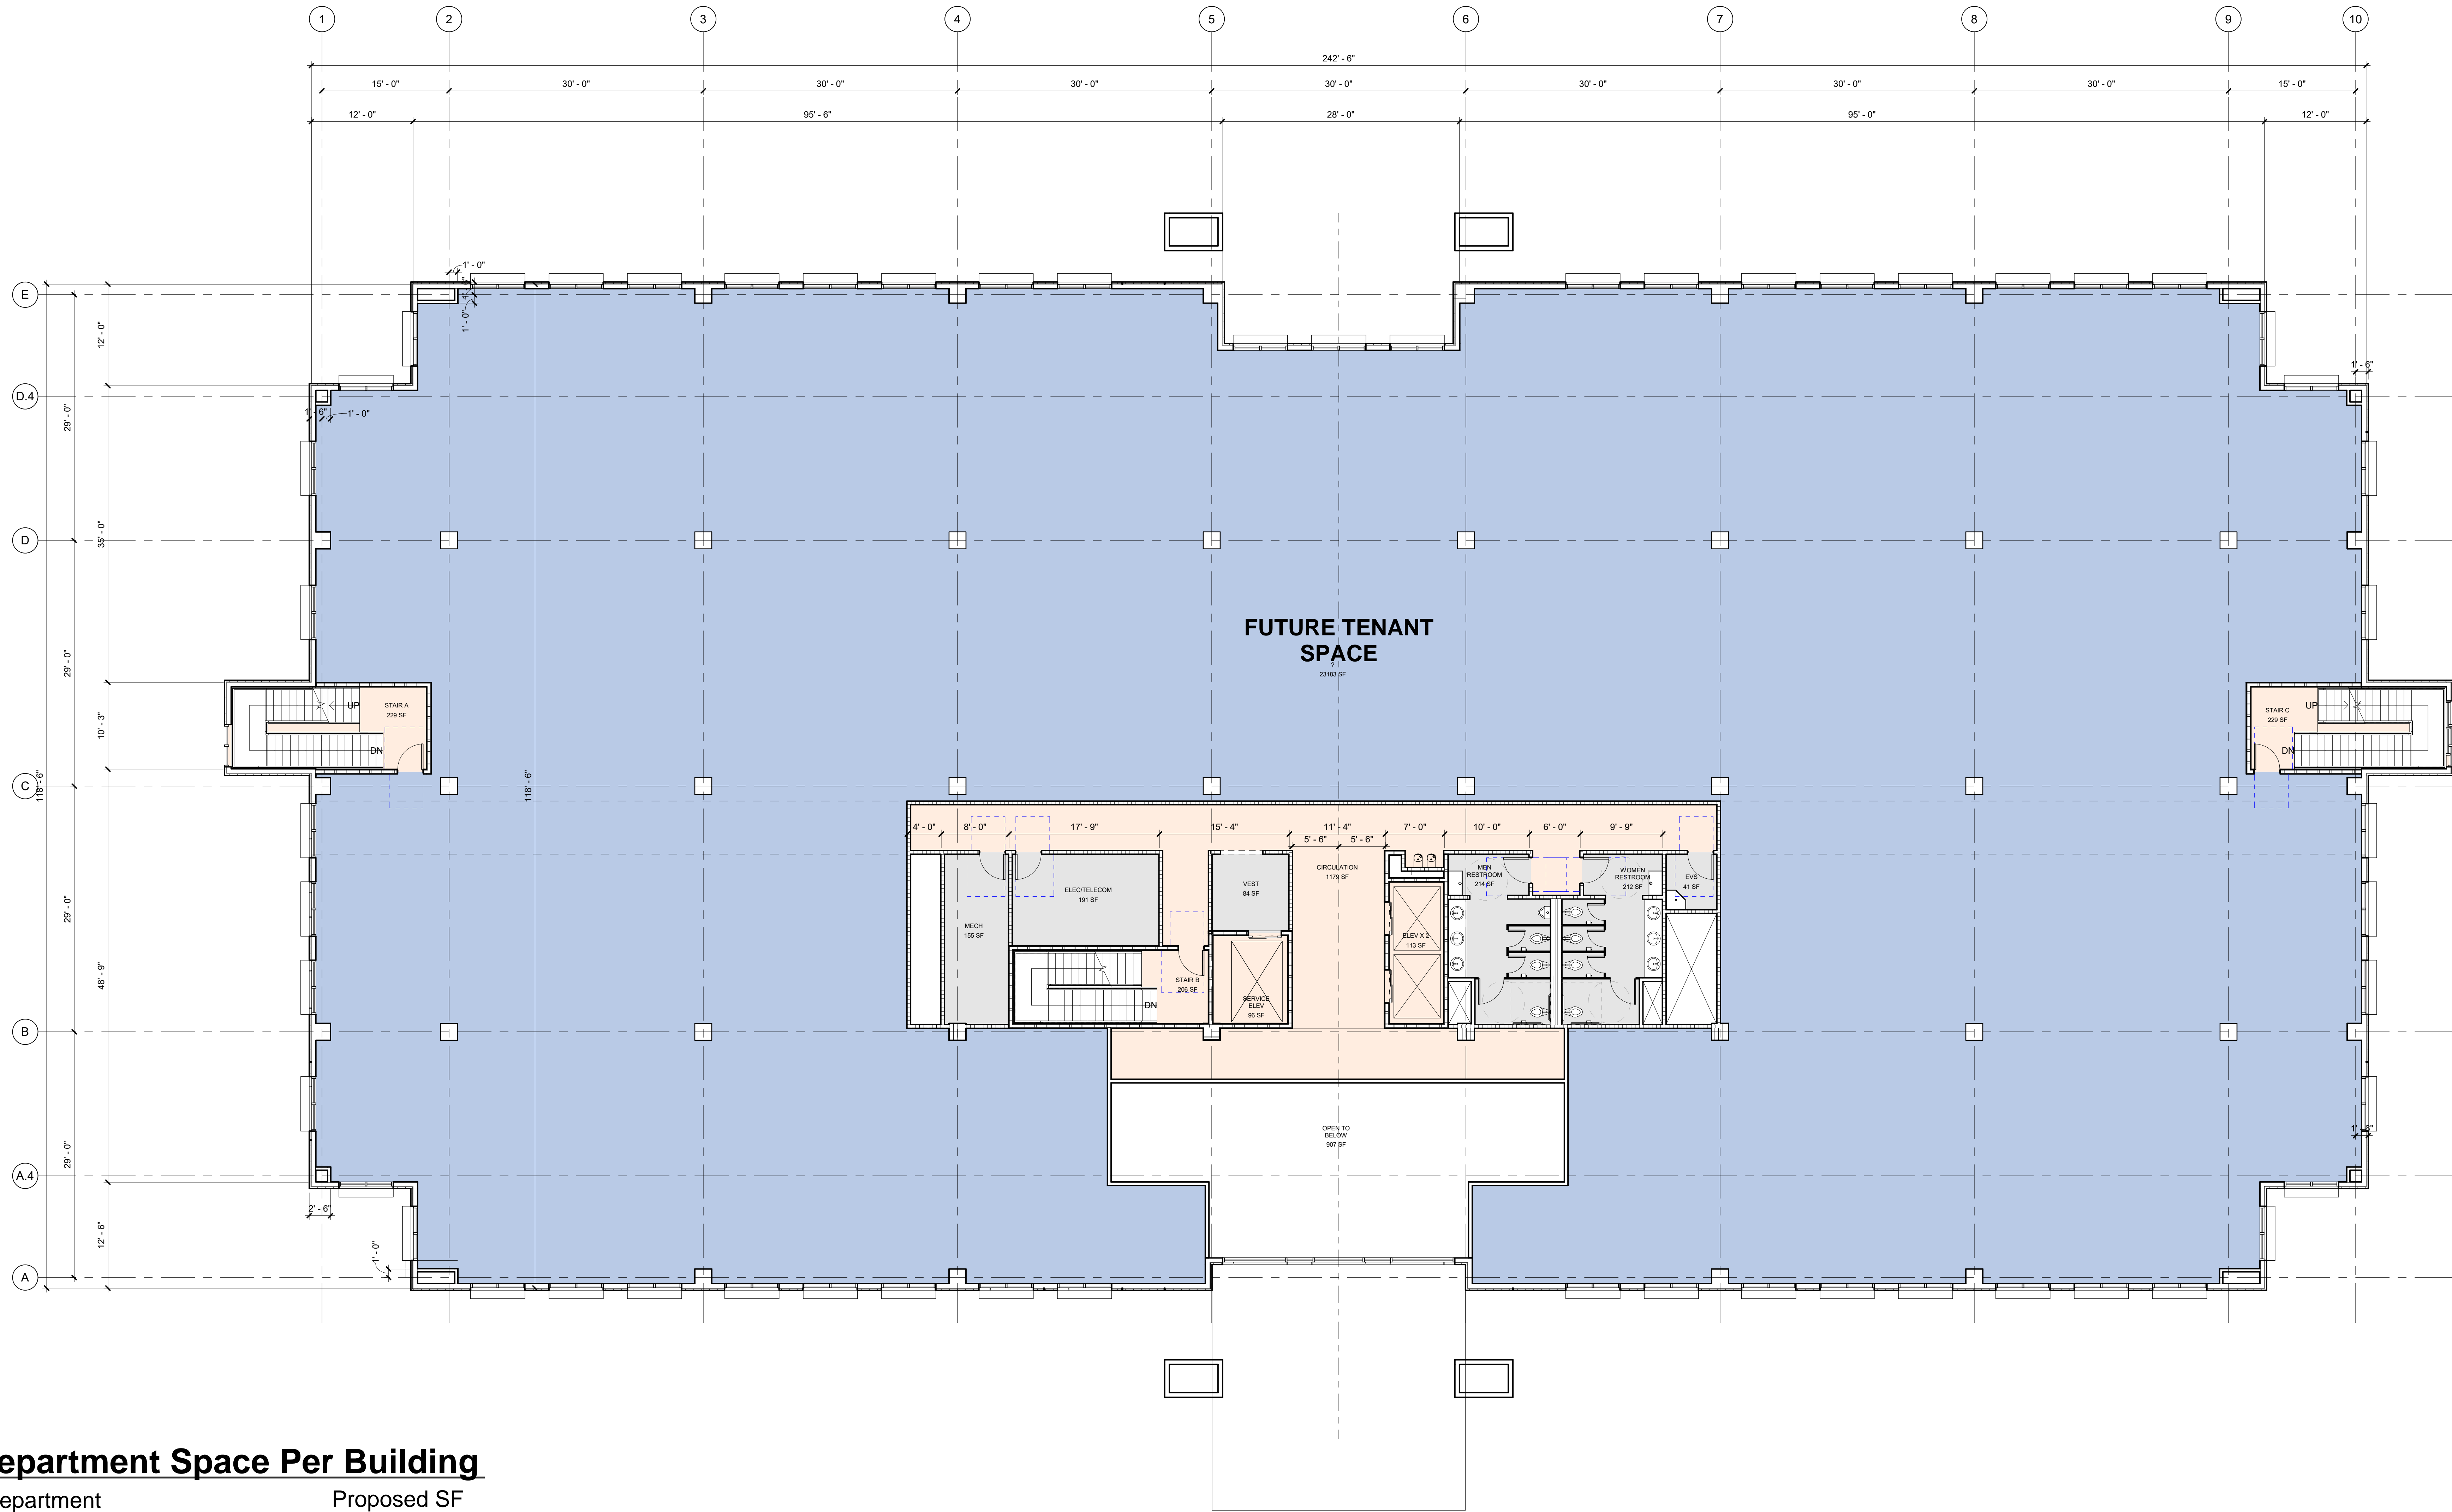 1 2 3 4 5 6 7 8 9 10
242' - 6"
15' - 0" 30' - 0" 30' - 0" 30' - 0" 30' - 0" 30' - 0" 30' - 0" 30' - 0" 15' - 0"
12' - 0" 95' - 6" 28' - 0" 95' - 0" 12' - 0"
E
1' - 0"
1' - 6"
1' - 0"
12' - 0"
D.4
1' - 6"
1' - 6" 1' - 0"
29' - 0"
35' - 0"
D
FUTURE TENANT
SPACE
?
23183 SF
29' - 0"
STAIR A
229 SF
UP
DN
10' - 3"
STAIR C
229 SF
UP
DN
C
118' - 6"
118' - 6"
4' - 0" 8' - 0" 17' - 9" 15' - 4" 11' - 4" 7' - 0" 10' - 0" 6' - 0" 9' - 9"
5' - 6" 5' - 6"
CIRCULATION
1179 SF
MEN
RESTROOM
214 SF
WOMEN
RESTROOM
212 SF
EVS
41 SF
VEST
84 SF
ELEC/TELECOM
191 SF
MECH
155 SF
ELEV X 2
113 SF
29' - 0"
48' - 9"
STAIR B
206 SF
DN
SERVICE
ELEV
96 SF
B
OPEN TO
BELOW
907 SF
1' - 6"
29' - 0"
A.4
2' - 6"
12' - 6"
1' - 0"
A
epartment Space Per Building
epartment Proposed SF